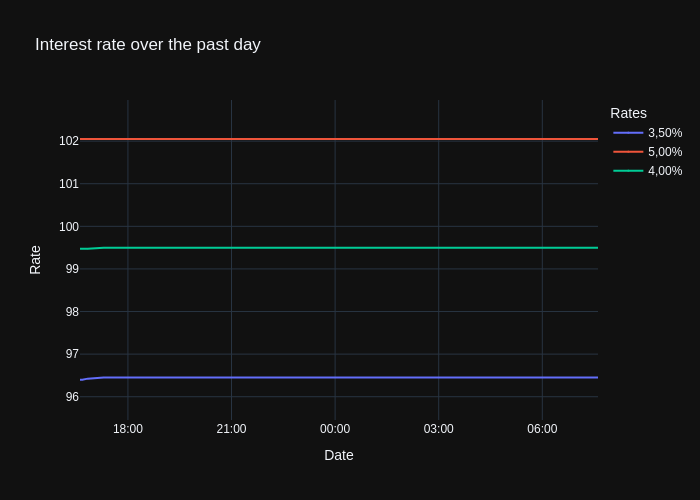 Interest rate over the past day
Rates
3,50%
5,00%
4,00%
Rate
102
101
100
99
98
97
96
18:00 21:00 00:00 03:00 06:00
Date